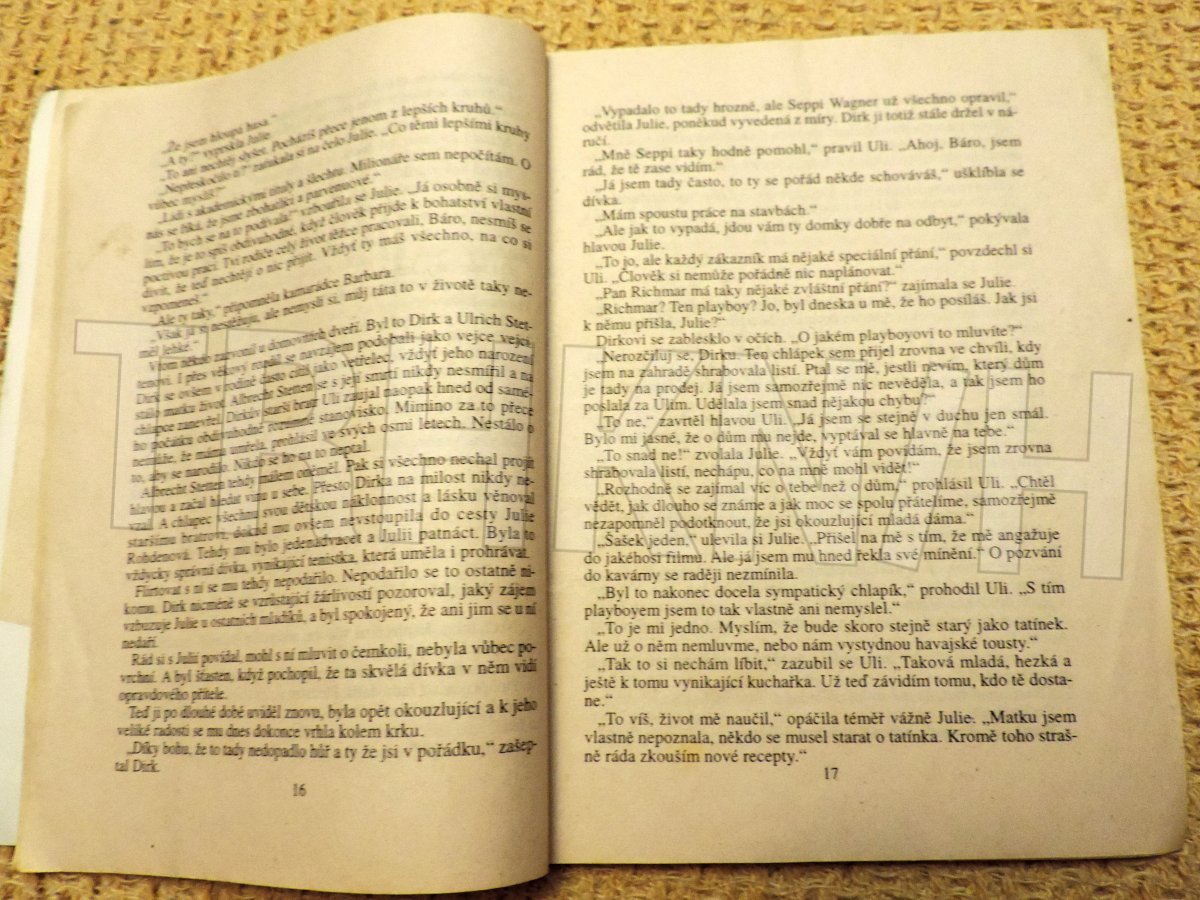 „Že jsem hloupá husa.“
„A ty?“ vyprskla Julie.
„To ani nechtěj slyšet. Pocházíš přece jenom z lepších kruhů.“
„Nepřeskočilo ti?“ zaťukala si na čelo Julie. „Co těmi lepšími kruhy
vůbec myslíš?“
„Lidi s akademickými tituly a šlechtu. Milionáře sem nepočítám. O
nás se říká, že jsme zbohatlíci a parvenuové.“
„To bych se na to podívala!“ vzbouřila se Julie. „Já osobně si mys-
lím, že je to spíš obdivuhodné, když člověk přijde k bohatství vlastní
poctivou prací. Tví rodiče celý život těžce pracovali, Báro, nesmíš se
divit, že teď nechtějí o nic přijít. Vždyť ty máš všechno, na co si
vzpomeneš.“
„Ale ty taky,“ připomněla kamarádce Barbara.
„Však já si nestěžuju, ale nemysli si, můj táta to v životě taky ne-
měl lehké.“
Vtom někdo zazvonil u domovních dveří. Byl to Dirk a Ulrich Stet-
tenovi. I přes věkový rozdíl se navzájem podobali jako vejce vejci.
Dirk se ovšem v rodině často cítil jako vetřelec, vždyť jeho narození
stálo matku život. Albrecht Stetten se s její smrtí nikdy nesmířil a na
chlapce zanevřel. Dirkův starší bratr Uli zaujal naopak hned od samé-
ho počátku obdivuhodně rozumné stanovisko. Mimino za to přece
nemůže, že máma umřela, prohlásil ve svých osmi letech. Nestálo o
to, aby se narodilo. Nikdo se ho na to neptal.
Albrecht Stetten tehdy málem oněměl. Pak si všechno nechal projít
hlavou a začal hledat vinu u sebe. Přesto Dirka na milost nikdy ne-
vzal. A chlapec všechnu svou dětskou náklonnost a lásku věnoval
staršímu bratrovi, dokud mu ovšem nevstoupila do cesty Julie
Rohdenová. Tehdy mu bylo jedenadvacet a Julii patnáct. Byla to
vždycky správná dívka, vynikající tenistka, která uměla i prohrávat.
Flirtovat s ní se mu tehdy nepodařilo. Nepodařilo se to ostatně ni-
komu. Dirk nicméně se vzrůstající žárlivostí pozoroval, jaký zájem
vzbuzuje Julie u ostatních mladíků, a byl spokojený, že ani jim se u ní
nedaří.
Rád si s Julií povídal, mohl s ní mluvit o čemkoli, nebyla vůbec po-
vrchní. A byl šťasten, když pochopil, že ta skvělá dívka v něm vidí
opravdového přítele.
Teď ji po dlouhé době uviděl znovu, byla opět okouzlující a k jeho
veliké radosti se mu dnes dokonce vrhla kolem krku.
„Díky bohu, že to tady nedopadlo hůř a ty že jsi v pořádku,“ zašep-
tal Dirk.
16
„Vypadalo to tady hrozně, ale Seppi Wagner už všechno opravil,“
odvětila Julie, poněkud vyvedená z míry. Dirk ji totiž stále držel v ná-
ručí.
„Mně Seppi taky hodně pomohl,“ pravil Uli. „Ahoj, Báro, jsem
rád, že tě zase vidím.“
„Já jsem tady často, to ty se pořád někde schováváš,“ ušklíbla se
dívka.
„Mám spoustu práce na stavbách.“
„Ale jak to vypadá, jdou vám ty domky dobře na odbyt,“ pokývala
hlavou Julie.
„To jo, ale každý zákazník má nějaké speciální přání,“ povzdechl si
Uli. „Člověk si nemůže pořádně nic naplánovat.“
„Pan Richmar má taky nějaké zvláštní přání?“ zajímala se Julie.
„Richmar? Ten playboy? Jo, byl dneska u mě, že ho posíláš. Jak jsi
k němu přišla, Julie?“
Dirkovi se zablesklo v očích. „O jakém playboyovi to mluvíte?“
„Nerozčiluj se, Dirku. Ten chlápek sem přijel zrovna ve chvíli, kdy
jsem na zahradě shrabovala listí. Ptal se mě, jestli nevím, který dům
je tady na prodej. Já jsem samozřejmě nic nevěděla, a tak jsem ho
poslala za Ulim. Udělala jsem snad nějakou chybu?“
„To ne,“ zavrtěl hlavou Uli. „Já jsem se stejně v duchu jen smál.
Bylo mi jasné, že o dům mu nejde, vyptával se hlavně na tebe.“
„To snad ne!“ zvolala Julie. „Vždyť vám povídám, že jsem zrovna
shrabovala listí, nechápu, co na mně mohl vidět!“
„Rozhodně se zajímal víc o tebe než o dům,“ prohlásil Uli. „Chtěl
vědět, jak dlouho se známe a jak moc se spolu přátelíme, samozřejmě
nezapomněl podotknout, že jsi okouzlující mladá dáma.“
„Šašek jeden,“ ulevila si Julie. „Přišel na mě s tím, že mě angažuje
do jakéhosi filmu. Ale já jsem mu hned řekla své mínění.“ O pozvání
do kavárny se raději nezmínila.
„Byl to nakonec docela sympatický chlapík,“ prohodil Uli. „S tím
playboyem jsem to tak vlastně ani nemyslel.“
„To je mi jedno. Myslím, že bude skoro stejně starý jako tatínek.
Ale už o něm nemluvme, nebo nám vystydnou havajské tousty.“
„Tak to si nechám líbit,“ zazubil se Uli. „Taková mladá, hezká a
ještě k tomu vynikající kuchařka. Už teď závidím tomu, kdo tě dosta-
ne.“
„To víš, život mě naučil,“ opáčila téměř vážně Julie. „Matku jsem
vlastně nepoznala, někdo se musel starat o tatínka. Kromě toho straš-
ně ráda zkouším nové recepty.“
17